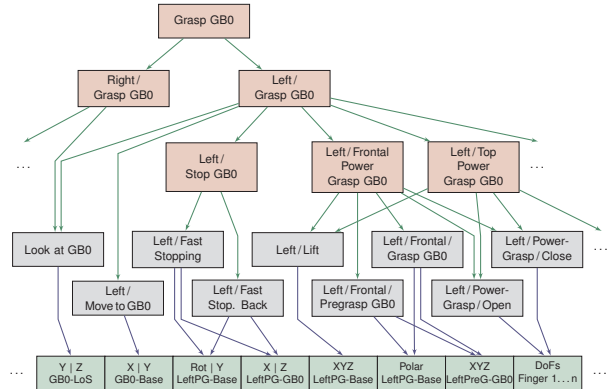 Grasp GB0
Right /
Grasp GB0
Left /
Grasp GB0
...
Left /
Stop GB0
Left / Frontal
Power
Grasp GB0
Left / Top
Power
Grasp GB0
...
Look at GB0
Left / Fast
Stopping
Left / Lift
Left / Frontal /
Grasp GB0
Left / Power-
Grasp / Close
...
Left /
Move to GB0
Left / Fast
Stop. Back
Left / Frontal /
Pregrasp GB0
Left / Power-
Grasp / Open
...
Y | Z
GB0-LoS
X | Y
GB0-Base
Rot | Y
LeftPG-Base
X | Z
LeftPG-GB0
XYZ
LeftPG-Base
Polar
LeftPG-Base
XYZ
LeftPreG-GB0
DoFs
Finger 1...n
...